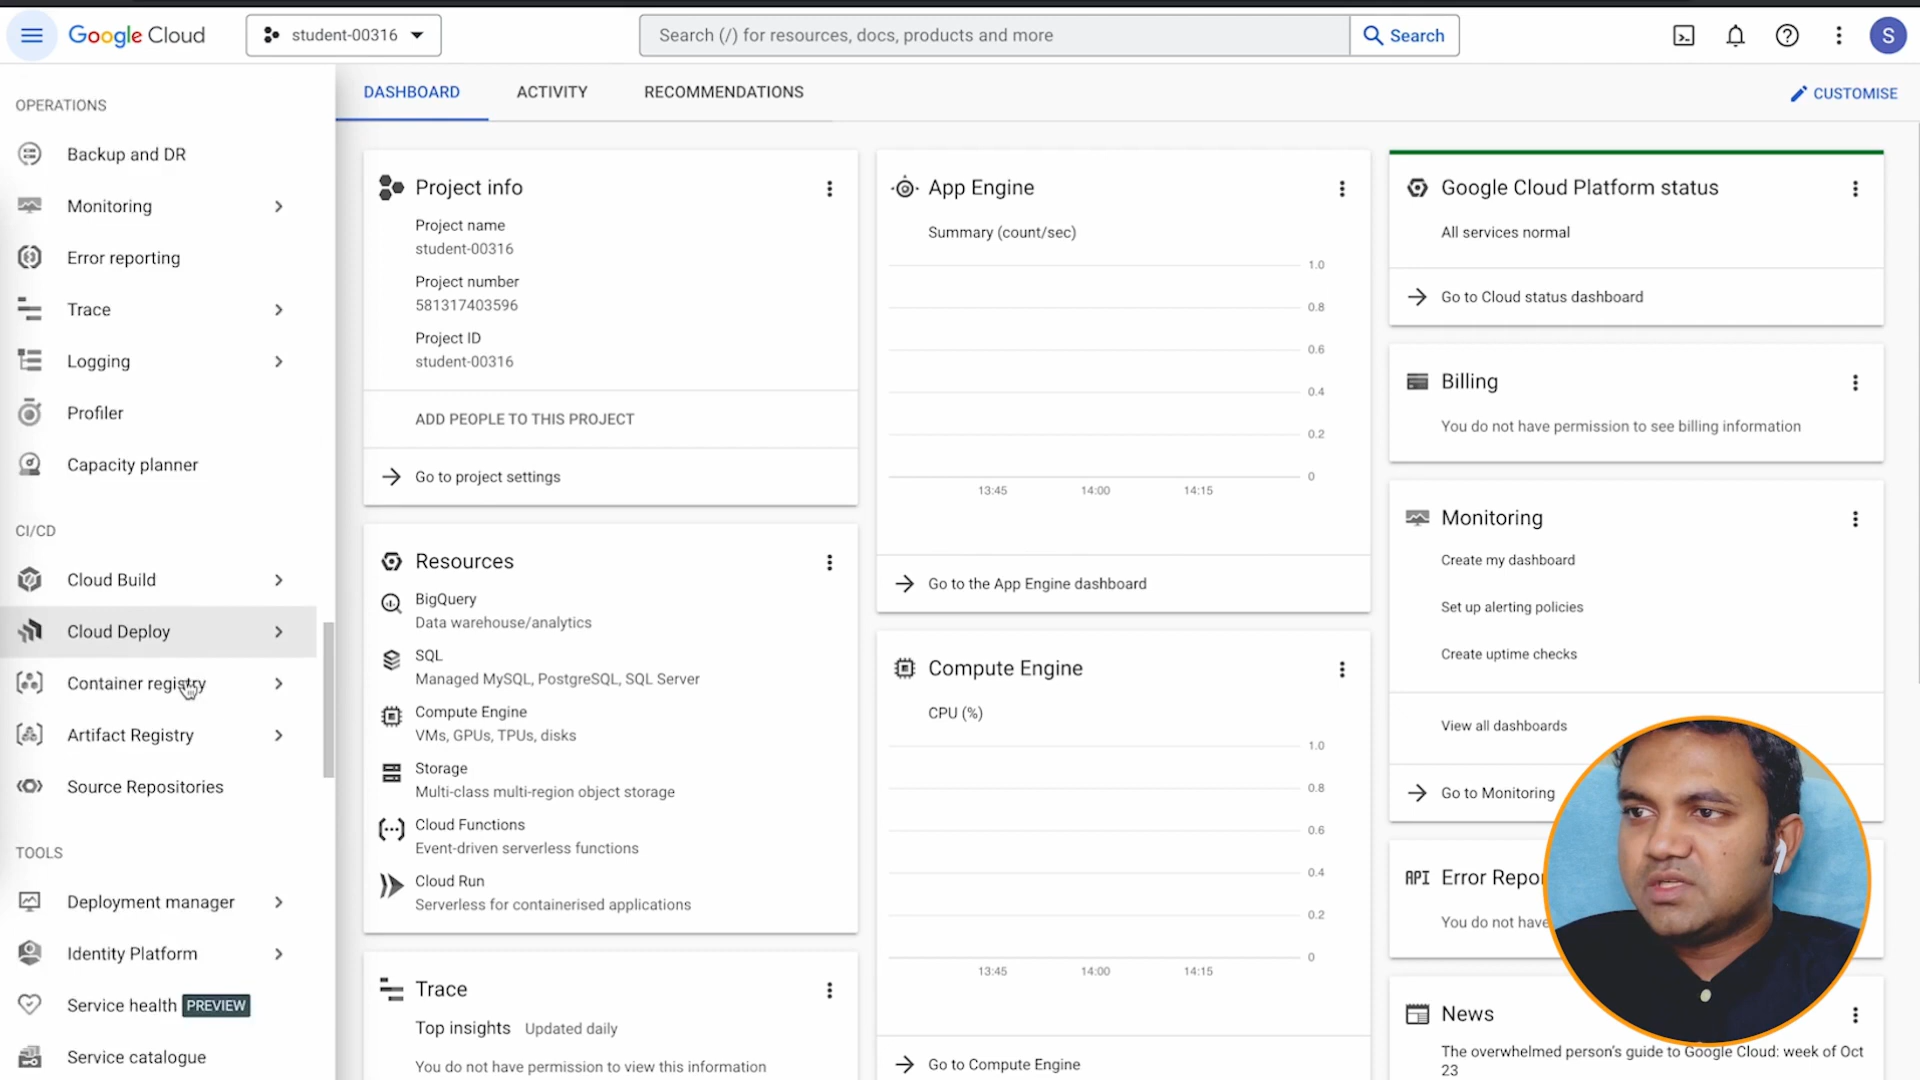 Google Cloud
student-00316
Search (/) for resources, docs, products and more
Search
S
OPERATIONS
Backup and DR
Monitoring
Error reporting
Trace
Logging
Profiler
Capacity planner
CI/CD
Cloud Build
Cloud Deploy
Container registry
Artifact Registry
Source Repositories
TOOLS
Deployment manager
Identity Platform
Service health PREVIEW
Service catalogue
DASHBOARD
ACTIVITY
RECOMMENDATIONS
CUSTOMISE
Project info
Project name
student-00316
Project number
581317403596
Project ID
student-00316
ADD PEOPLE TO THIS PROJECT
Go to project settings
Resources
BigQuery
Data warehouse/analytics
SQL
Managed MySQL, PostgreSQL, SQL Server
Compute Engine
VMs, GPUs, TPUs, disks
Storage
Multi-class multi-region object storage
Cloud Functions
Event-driven serverless functions
Cloud Run
Serverless for containerised applications
Trace
Top insights Updated daily
You do not have permission to view this information
App Engine
Summary (count/sec)
1.0
0.8
0.6
0.4
0.2
0
13:45 14:00 14:15
Go to the App Engine dashboard
Compute Engine
CPU (%)
1.0
0.8
0.6
0.4
0.2
0
13:45 14:00 14:15
Go to Compute Engine
Google Cloud Platform status
All services normal
Go to Cloud status dashboard
Billing
You do not have permission to see billing information
Monitoring
Create my dashboard
Set up alerting policies
Create uptime checks
View all dashboards
Go to Monitoring
API Error Repo
You do not have
News
The overwhelmed person's guide to Google Cloud: week of Oct
23